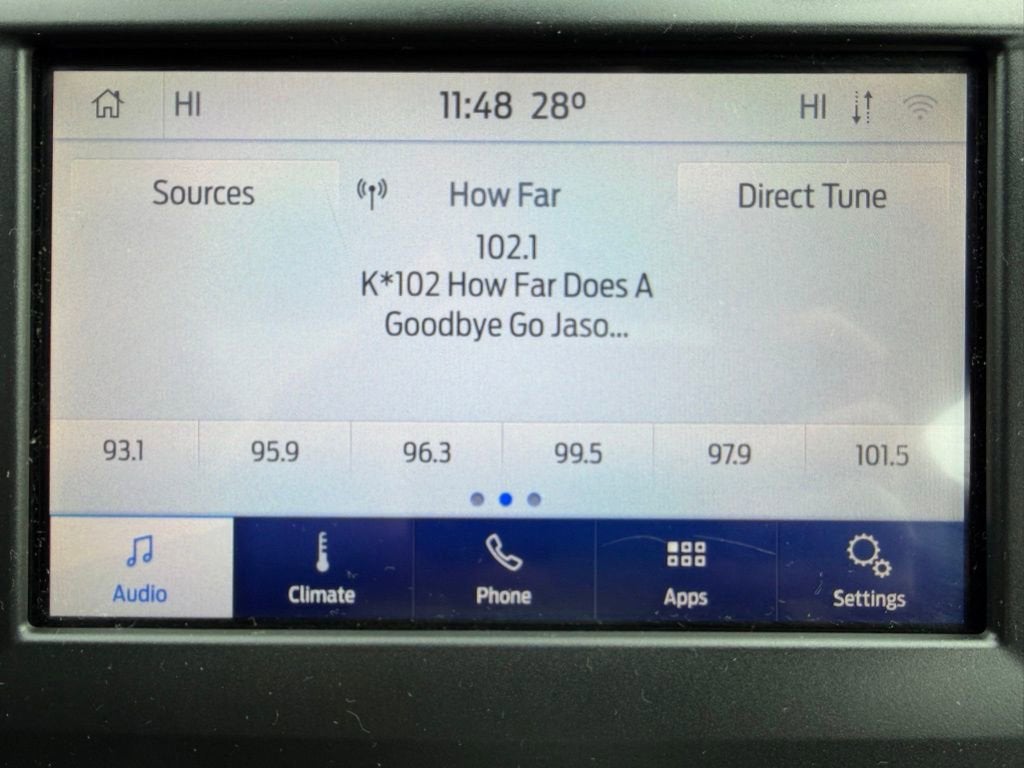 HI 11:48 28° HI
Sources How Far Direct Tune
102.1
K*102 How Far Does A
Goodbye Go Jaso...
93.1 95.9 96.3 99.5 97.9 101.5
Audio Climate Phone Apps Settings